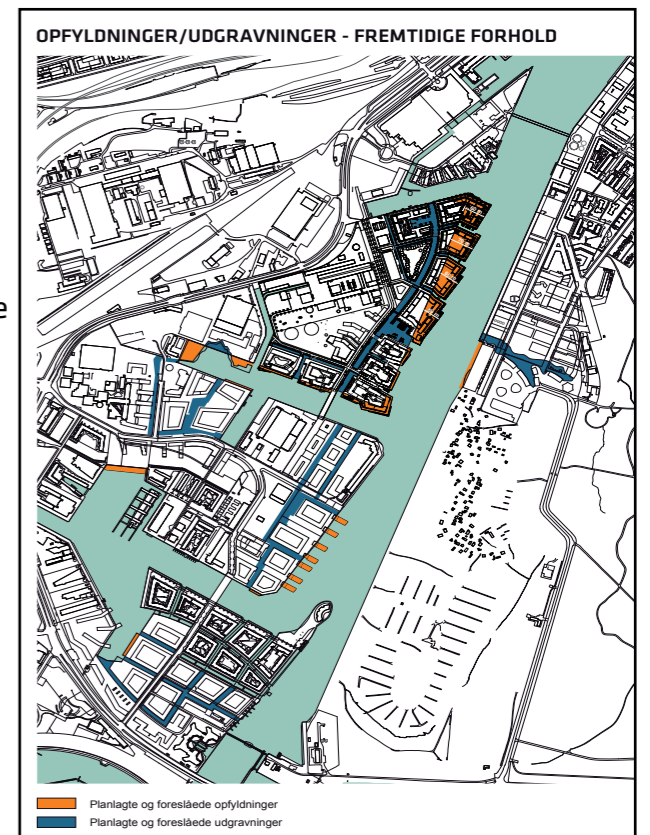 OPFYLDNINGER/UDGRAVNINGER - FREMTIDIGE FORHOLD
e
Planlagte og foreslåede opfyldninger
Planlagte og foreslåede udgravninger